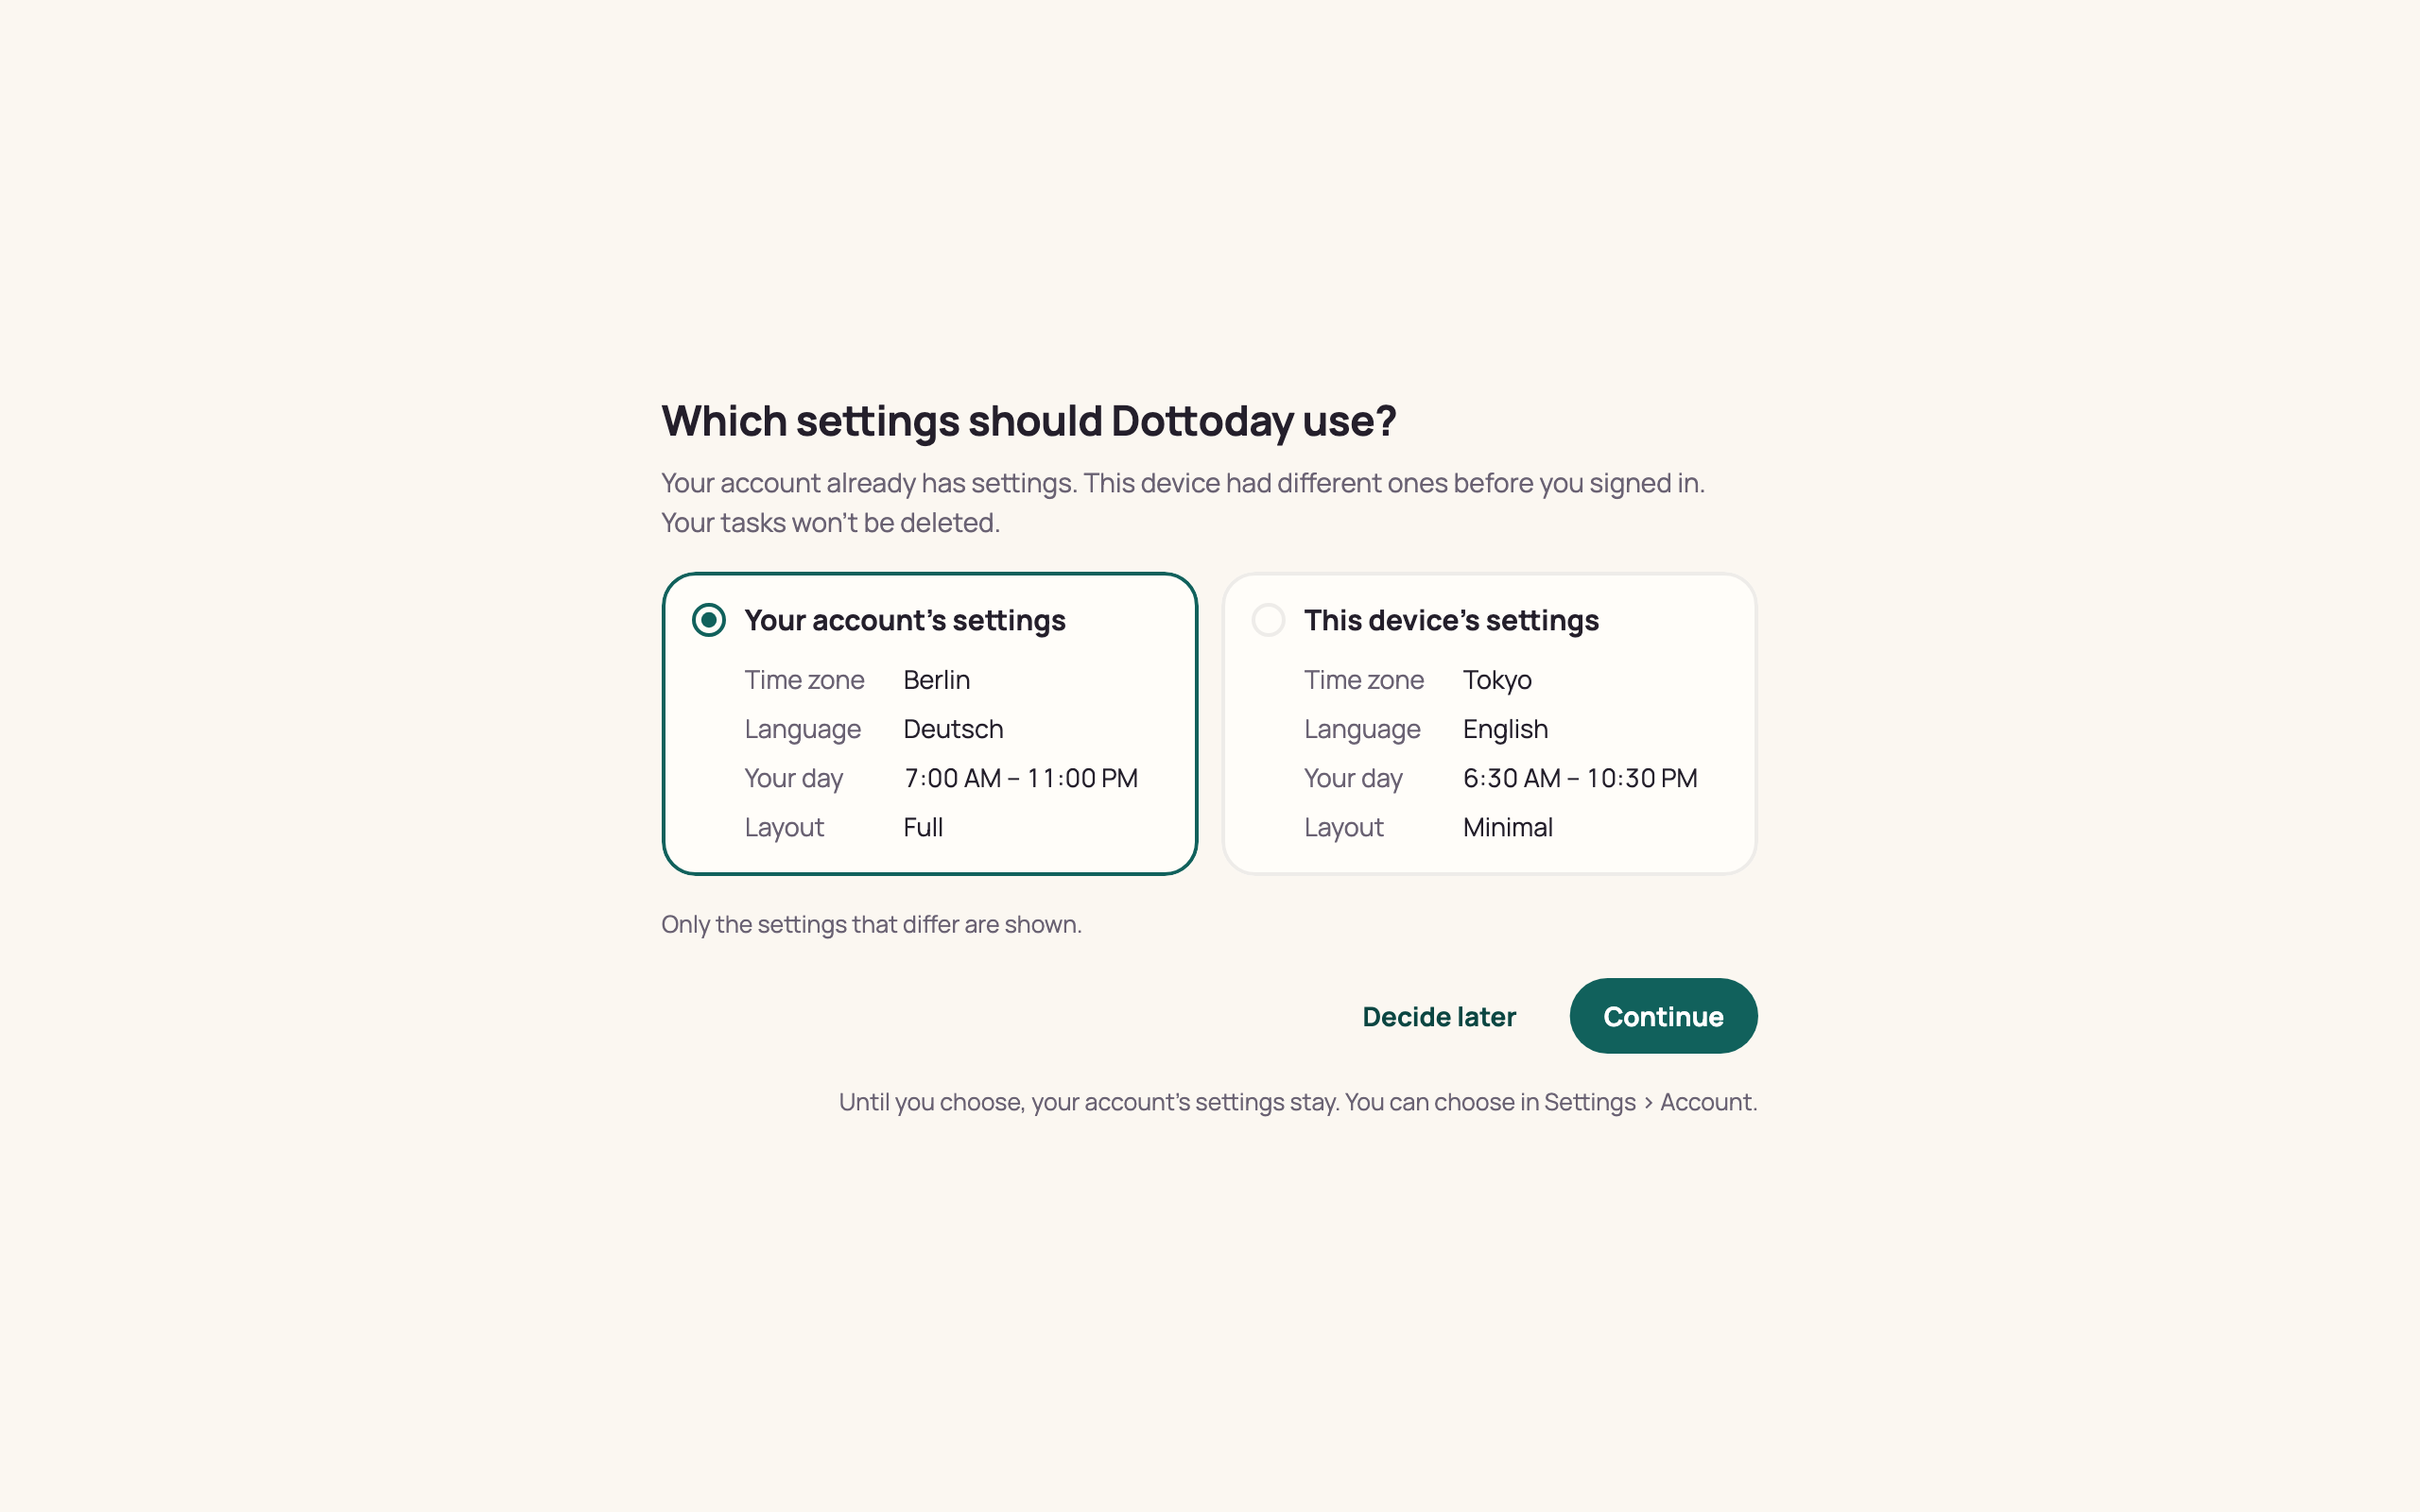 Which settings should Dottoday use?
Your account already has settings. This device had different ones before you signed in.
Your tasks won’t be deleted.
Your account’s settings
Time zone Berlin
Language Deutsch
Your day 7:00 AM – 11:00 PM
Layout Full
This device’s settings
Time zone Tokyo
Language English
Your day 6:30 AM – 10:30 PM
Layout Minimal
Only the settings that differ are shown.
Decide later
Continue
Until you choose, your account’s settings stay. You can choose in Settings › Account.